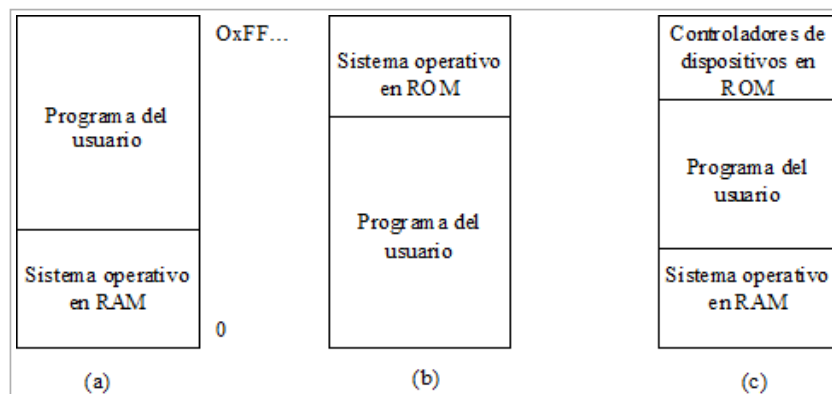 Programa del
usuario
Sistema operativo
en RAM
OxFF...
0
(a)
Sistema operativo
en ROM
Programa del
usuario
(b)
Controladores de
dispositivos en
ROM
Programa del
usuario
Sistema operativo
en RAM
(c)